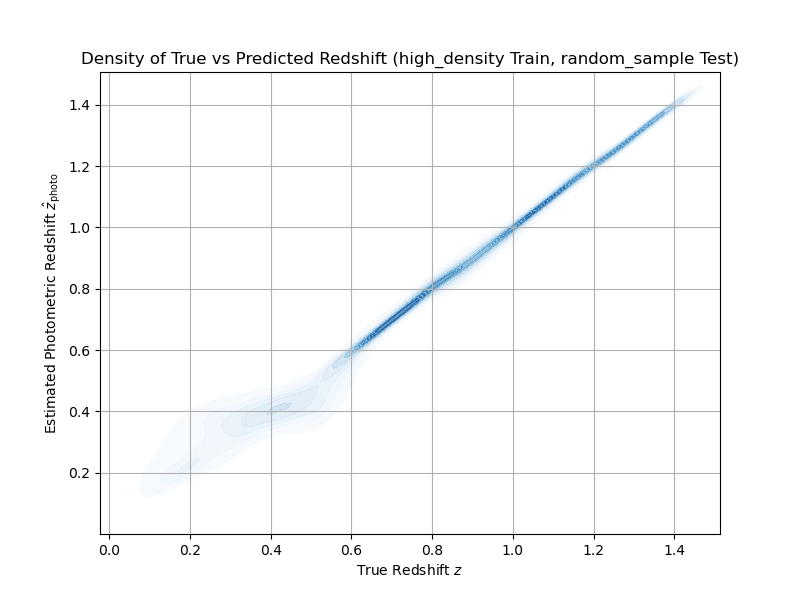 Density of True vs Predicted Redshift (high_density Train, random_sample Test)
Estimated Photometric Redshift ẑ_photo
1.4
1.2
1.0
0.8
0.6
0.4
0.2
0.0 0.2 0.4 0.6 0.8 1.0 1.2 1.4
True Redshift z